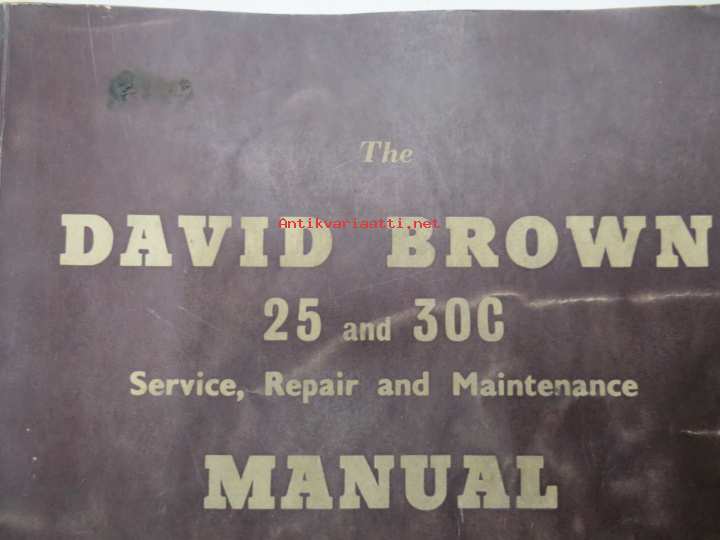 The
Antikvariaatti.net
DAVID BROWN
25 and 30C
Service, Repair and Maintenance
MANUAL